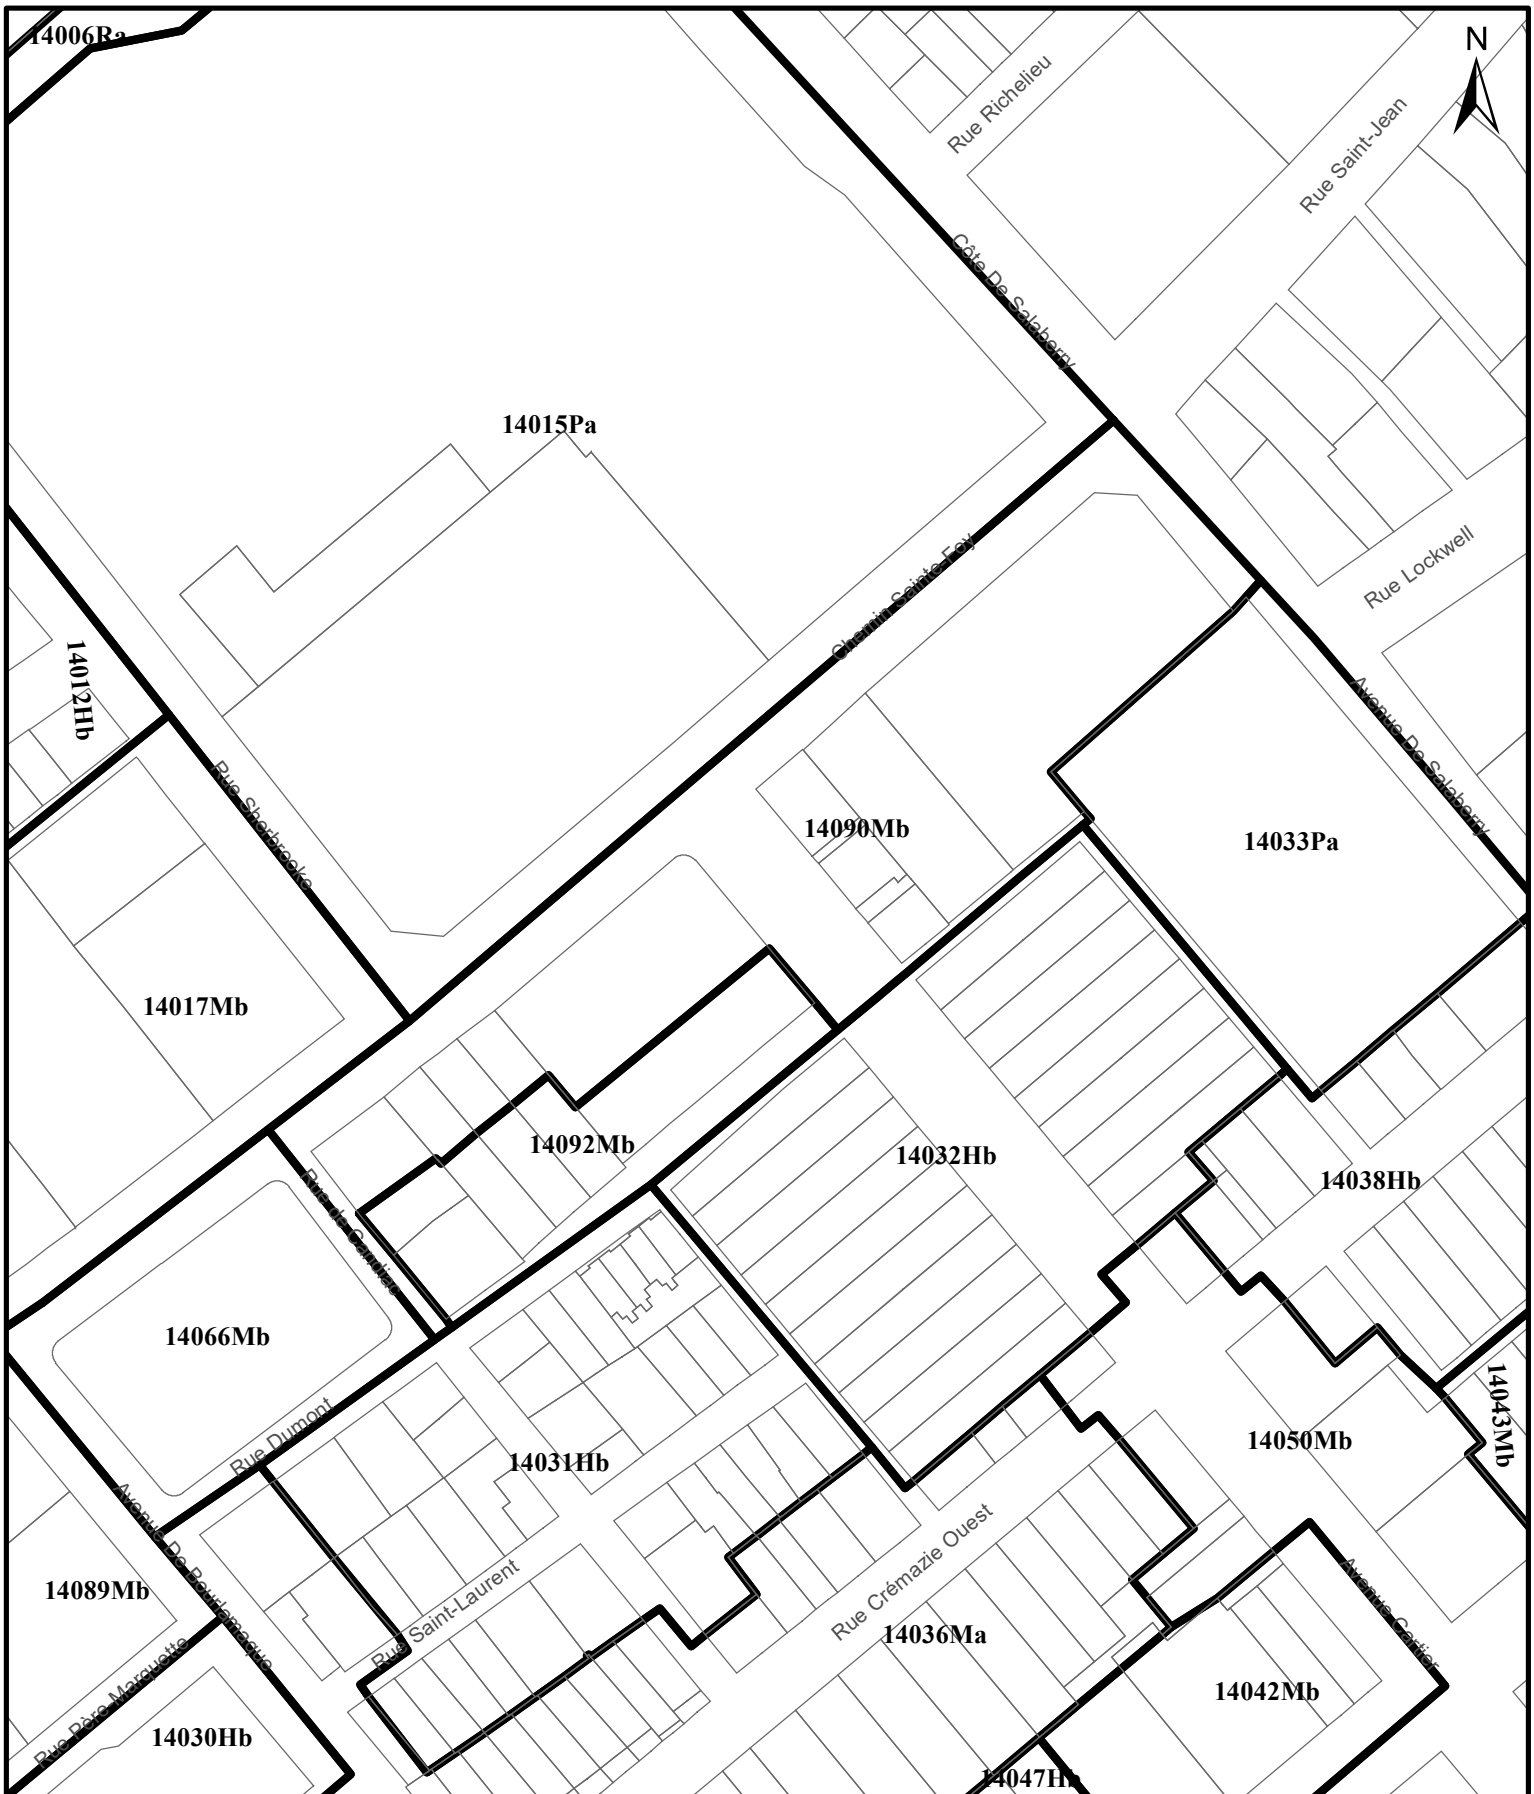 14006Ra
N
Rue Richelieu
Rue Saint-Jean
Côte De Salaberry
14015Pa
Chemin Sainte-Foy
Rue Lockwell
14012Hb
Avenue De Salaberry
Rue Sherbrooke
14090Mb
14033Pa
14017Mb
14092Mb
14032Hb
14038Hb
Rue de Candiac
14066Mb
14043Mb
Rue Dumont
14031Hb
14050Mb
Avenue De Bourlamaque
Rue Crémazie Ouest
14089Mb
Rue Saint-Laurent
Avenue Cartier
14036Ma
Rue Père-Marquette
14042Mb
14030Hb
14047Hb